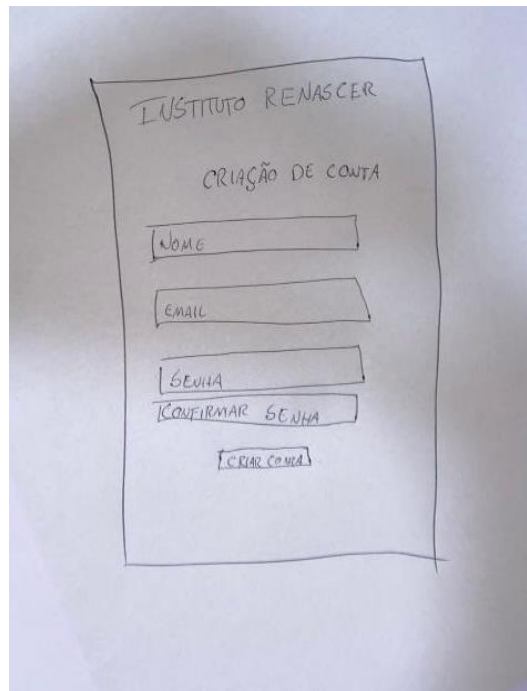 INSTITUTO RENASCER
CRIAÇÃO DE CONTA
NOME
EMAIL
SENHA
CONFIRMAR SENHA
CRIAR CONTA